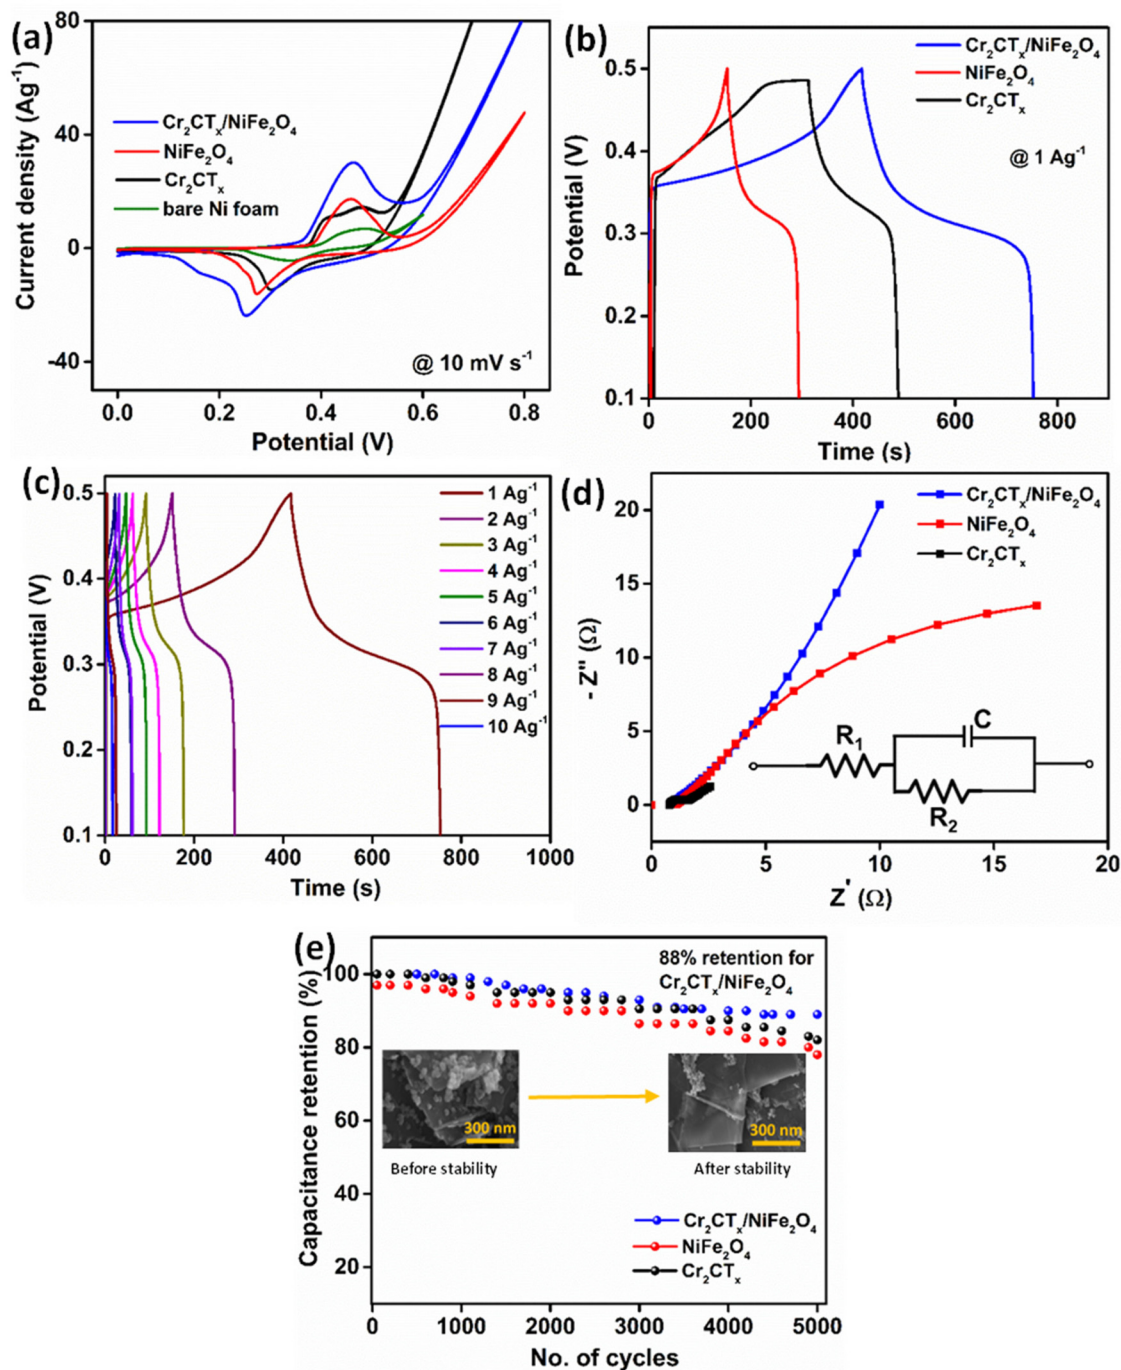 (a)
Current density (Ag⁻¹)
80
40
0
-40
Cr₂CTₓ/NiFe₂O₄
NiFe₂O₄
Cr₂CTₓ
bare Ni foam
@ 10 mV s⁻¹
0.0 0.2 0.4 0.6 0.8
Potential (V)
(b)
Potential (V)
0.5
0.4
0.3
0.2
0.1
Cr₂CTₓ/NiFe₂O₄
NiFe₂O₄
Cr₂CTₓ
@ 1 Ag⁻¹
0 200 400 600 800
Time (s)
(c)
Potential (V)
0.5
0.4
0.3
0.2
0.1
1 Ag⁻¹
2 Ag⁻¹
3 Ag⁻¹
4 Ag⁻¹
5 Ag⁻¹
6 Ag⁻¹
7 Ag⁻¹
8 Ag⁻¹
9 Ag⁻¹
10 Ag⁻¹
0 200 400 600 800 1000
Time (s)
(d)
- Z" (Ω)
20
15
10
5
0
Cr₂CTₓ/NiFe₂O₄
NiFe₂O₄
Cr₂CTₓ
R₁
C
R₂
0 5 10 15 20
Z' (Ω)
(e)
Capacitance retention (%)
100
80
60
40
20
88% retention for
Cr₂CTₓ/NiFe₂O₄
300 nm
300 nm
Before stability
After stability
Cr₂CTₓ/NiFe₂O₄
NiFe₂O₄
Cr₂CTₓ
0 1000 2000 3000 4000 5000
No. of cycles